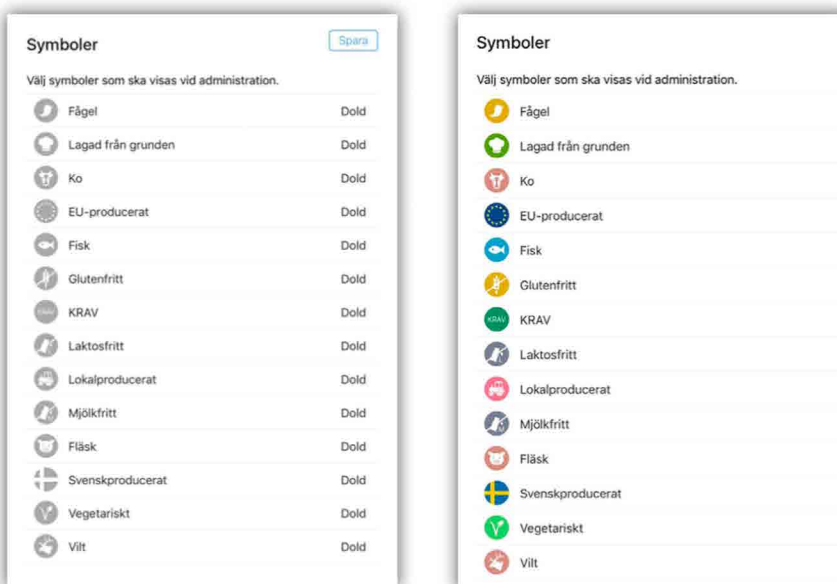 Symboler
Spara
Välj symboler som ska visas vid administration.
Fågel Dold
Lagad från grunden Dold
Ko Dold
EU-producerat Dold
Fisk Dold
Glutenfritt Dold
KRAV KRAV Dold
Laktosfritt Dold
Lokalproducerat Dold
Mjölkfritt Dold
Fläsk Dold
Svenskproducerat Dold
Vegetariskt Dold
Vilt Dold
Symboler
Välj symboler som ska visas vid administration.
Fågel
Lagad från grunden
Ko
EU-producerat
Fisk
Glutenfritt
KRAV KRAV
Laktosfritt
Lokalproducerat
Mjölkfritt
Fläsk
Svenskproducerat
Vegetariskt
Vilt